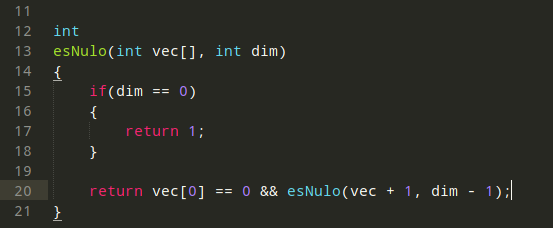 11
12 int
13 esNulo(int vec[], int dim)
14 {
15     if(dim == 0)
16     {
17         return 1;
18     }
19
20     return vec[0] == 0 && esNulo(vec + 1, dim - 1);
21 }